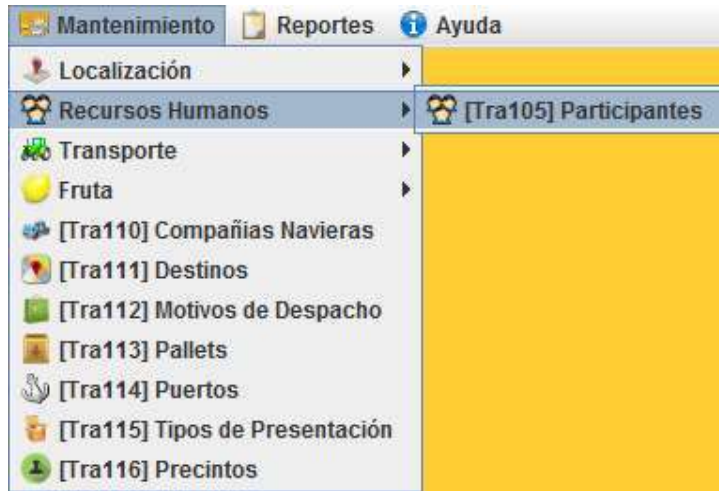 Mantenimiento Reportes Ayuda
Localización
Recursos Humanos [Tra105] Participantes
Transporte
Fruta
[Tra110] Compañias Navieras
[Tra111] Destinos
[Tra112] Motivos de Despacho
[Tra113] Pallets
[Tra114] Puertos
[Tra115] Tipos de Presentación
[Tra116] Precintos